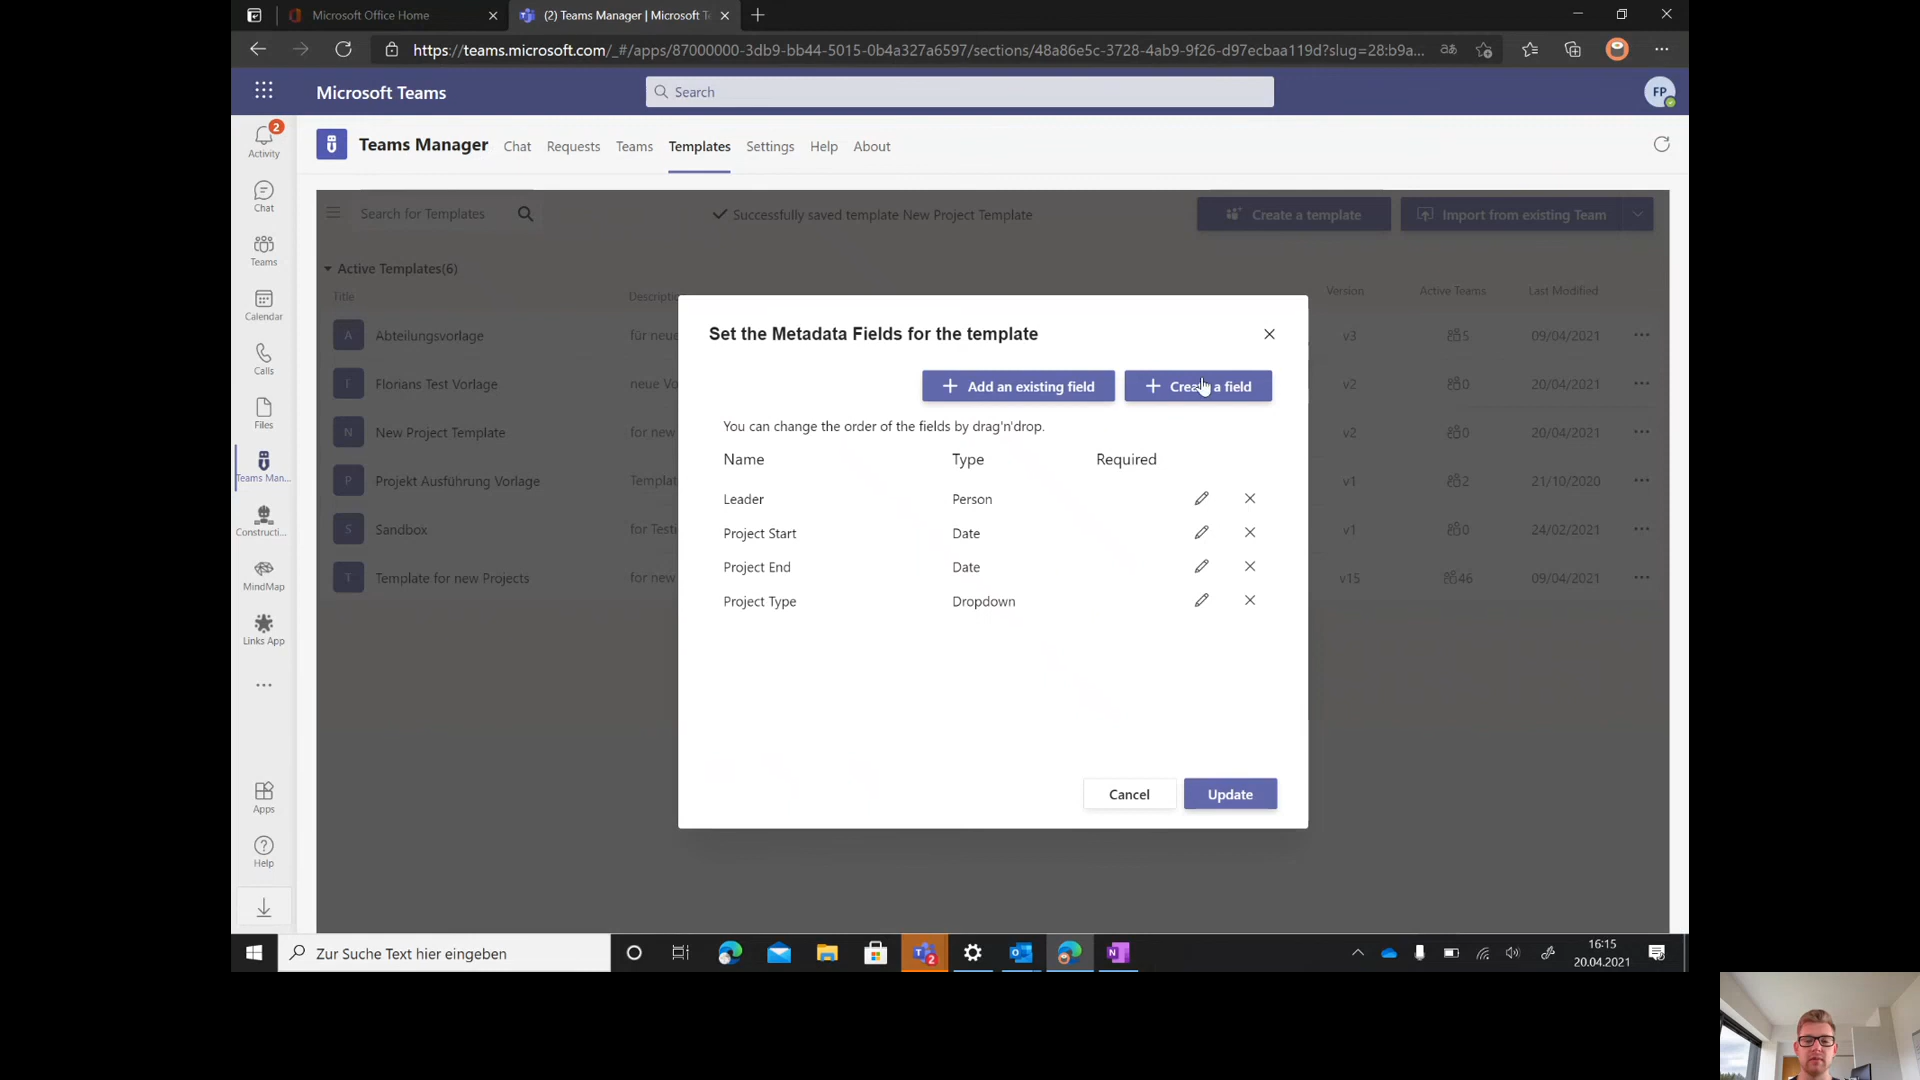 Microsoft Office Home
(2) Teams Manager | Microsoft Te
https://teams.microsoft.com/_#/apps/87000000-3db9-bb44-5015-0b4a327a6597/sections/48a86e5c-3728-4ab9-9f26-d97ecbaa119d?slug=28:b9a...
Microsoft Teams
Search
FP
2
Activity
Chat
Teams
Calendar
Calls
Files
Teams Man...
Constructi...
MindMap
Links App
Apps
Help
Teams Manager
Chat
Requests
Teams
Templates
Settings
Help
About
Search for Templates
Successfully saved template New Project Template
Create a template
Import from existing Team
Active Templates(6)
Title
Version
Active Teams
Last Modified
A Abteilungsvorlage für neue v3 5 09/04/2021
F Florians Test Vorlage neue Vo v2 0 20/04/2021
N New Project Template for new v2 0 20/04/2021
P Projekt Ausführung Vorlage Templat v1 2 21/10/2020
S Sandbox for Testi v1 0 24/02/2021
T Template for new Projects for new v15 46 09/04/2021
Set the Metadata Fields for the template
Add an existing field
a field
You can change the order of the fields by drag'n'drop.
Name Type Required
Leader Person
Project Start Date
Project End Date
Project Type Dropdown
Cancel
Update
Zur Suche Text hier eingeben
2
16:15
20.04.2021